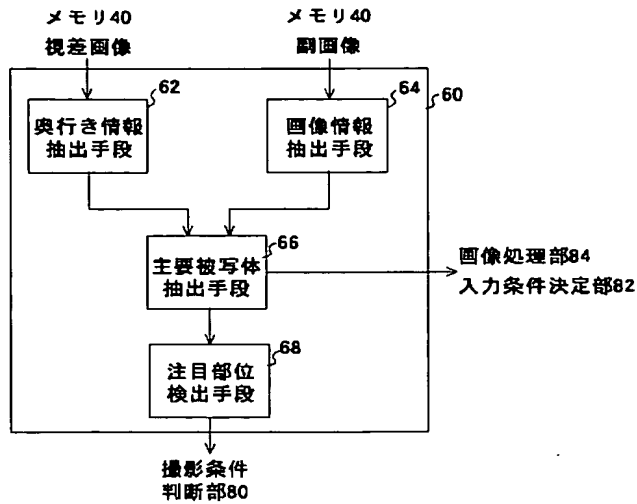 メモリ40
視差画像
メモリ40
副画像
62
奥行き情報
抽出手段
64
画像情報
抽出手段
60
66
主要被写体
抽出手段
画像処理部84
入力条件決定部82
68
注目部位
検出手段
撮影条件
判断部80